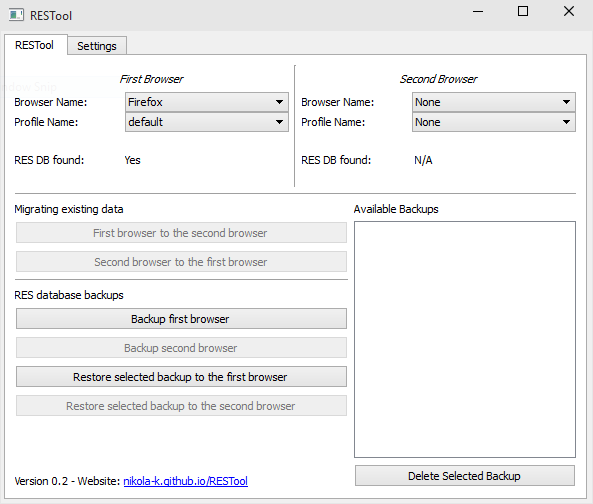 RESTool
RESTool Settings
First Browser
Browser Name: Firefox
Profile Name: default
RES DB found: Yes
Second Browser
Browser Name: None
Profile Name: None
RES DB found: N/A
Migrating existing data
First browser to the second browser
Second browser to the first browser
RES database backups
Backup first browser
Backup second browser
Restore selected backup to the first browser
Restore selected backup to the second browser
Available Backups
Delete Selected Backup
Version 0.2 - Website: nikola-k.github.io/RESTool